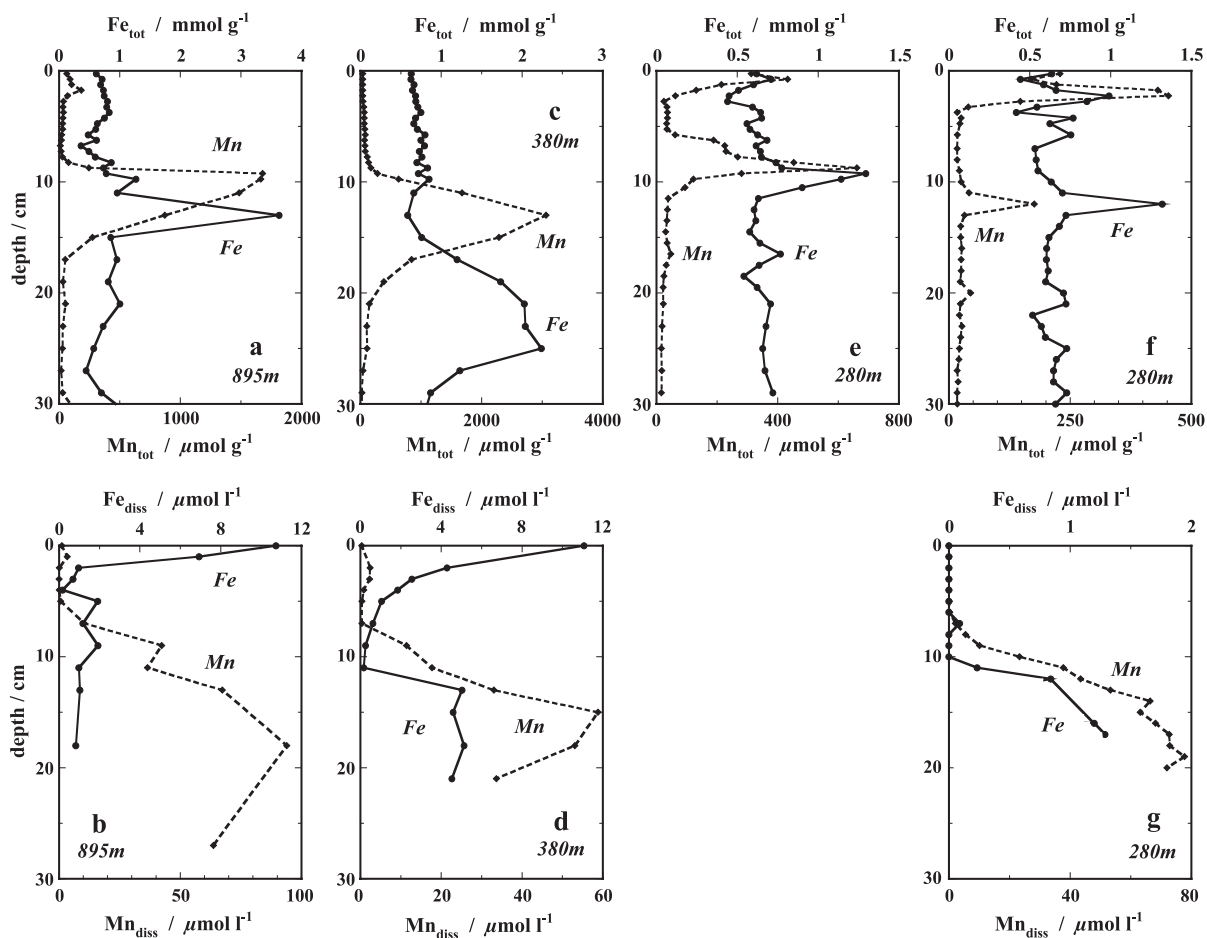 Fe_tot / mmol g⁻¹ Fe_tot / mmol g⁻¹ Fe_tot / mmol g⁻¹ Fe_tot / mmol g⁻¹
0 1 2 3 4 0 1 2 3 0 0.5 1 1.5 0 0.5 1 1.5
0
10
20
30
depth / cm
Mn
Fe
a
895m
c
380m
Mn
Fe
Mn
Fe
e
280m
Mn
Fe
f
280m
0 1000 2000 0 2000 4000 0 400 800 0 250 500
Mn_tot / µmol g⁻¹ Mn_tot / µmol g⁻¹ Mn_tot / µmol g⁻¹ Mn_tot / µmol g⁻¹
Fe_diss / µmol l⁻¹ Fe_diss / µmol l⁻¹ Fe_diss / µmol l⁻¹
0 4 8 12 0 4 8 12 0 1 2
0
10
20
30
depth / cm
Fe
Mn
b
895m
Fe
Mn
d
380m
Mn
Fe
g
280m
0 50 100 0 20 40 60 0 40 80
Mn_diss / µmol l⁻¹ Mn_diss / µmol l⁻¹ Mn_diss / µmol l⁻¹